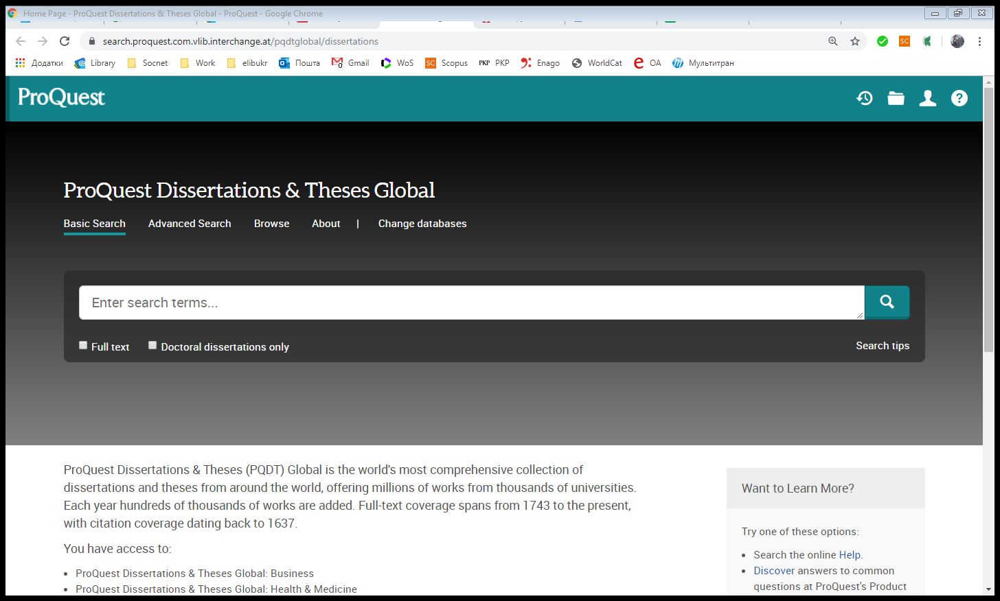 Home Page - ProQuest Dissertations & Theses Global - ProQuest - Google Chrome
search.proquest.com.vlib.interchange.at/pqdtglobal/dissertations
Додатки Library Socnet Work elibukr Пошта Gmail WoS SC Scopus PKP PKP Enago WorldCat OA Мультитран
ProQuest
ProQuest Dissertations & Theses Global
Basic Search Advanced Search Browse About | Change databases
Enter search terms...
Full text Doctoral dissertations only Search tips
ProQuest Dissertations & Theses (PQDT) Global is the world's most comprehensive collection of
dissertations and theses from around the world, offering millions of works from thousands of universities.
Each year hundreds of thousands of works are added. Full-text coverage spans from 1743 to the present,
with citation coverage dating back to 1637.
You have access to:
• ProQuest Dissertations & Theses Global: Business
• ProQuest Dissertations & Theses Global: Health & Medicine
Want to Learn More?
Try one of these options:
• Search the online Help.
• Discover answers to common
questions at ProQuest's Product